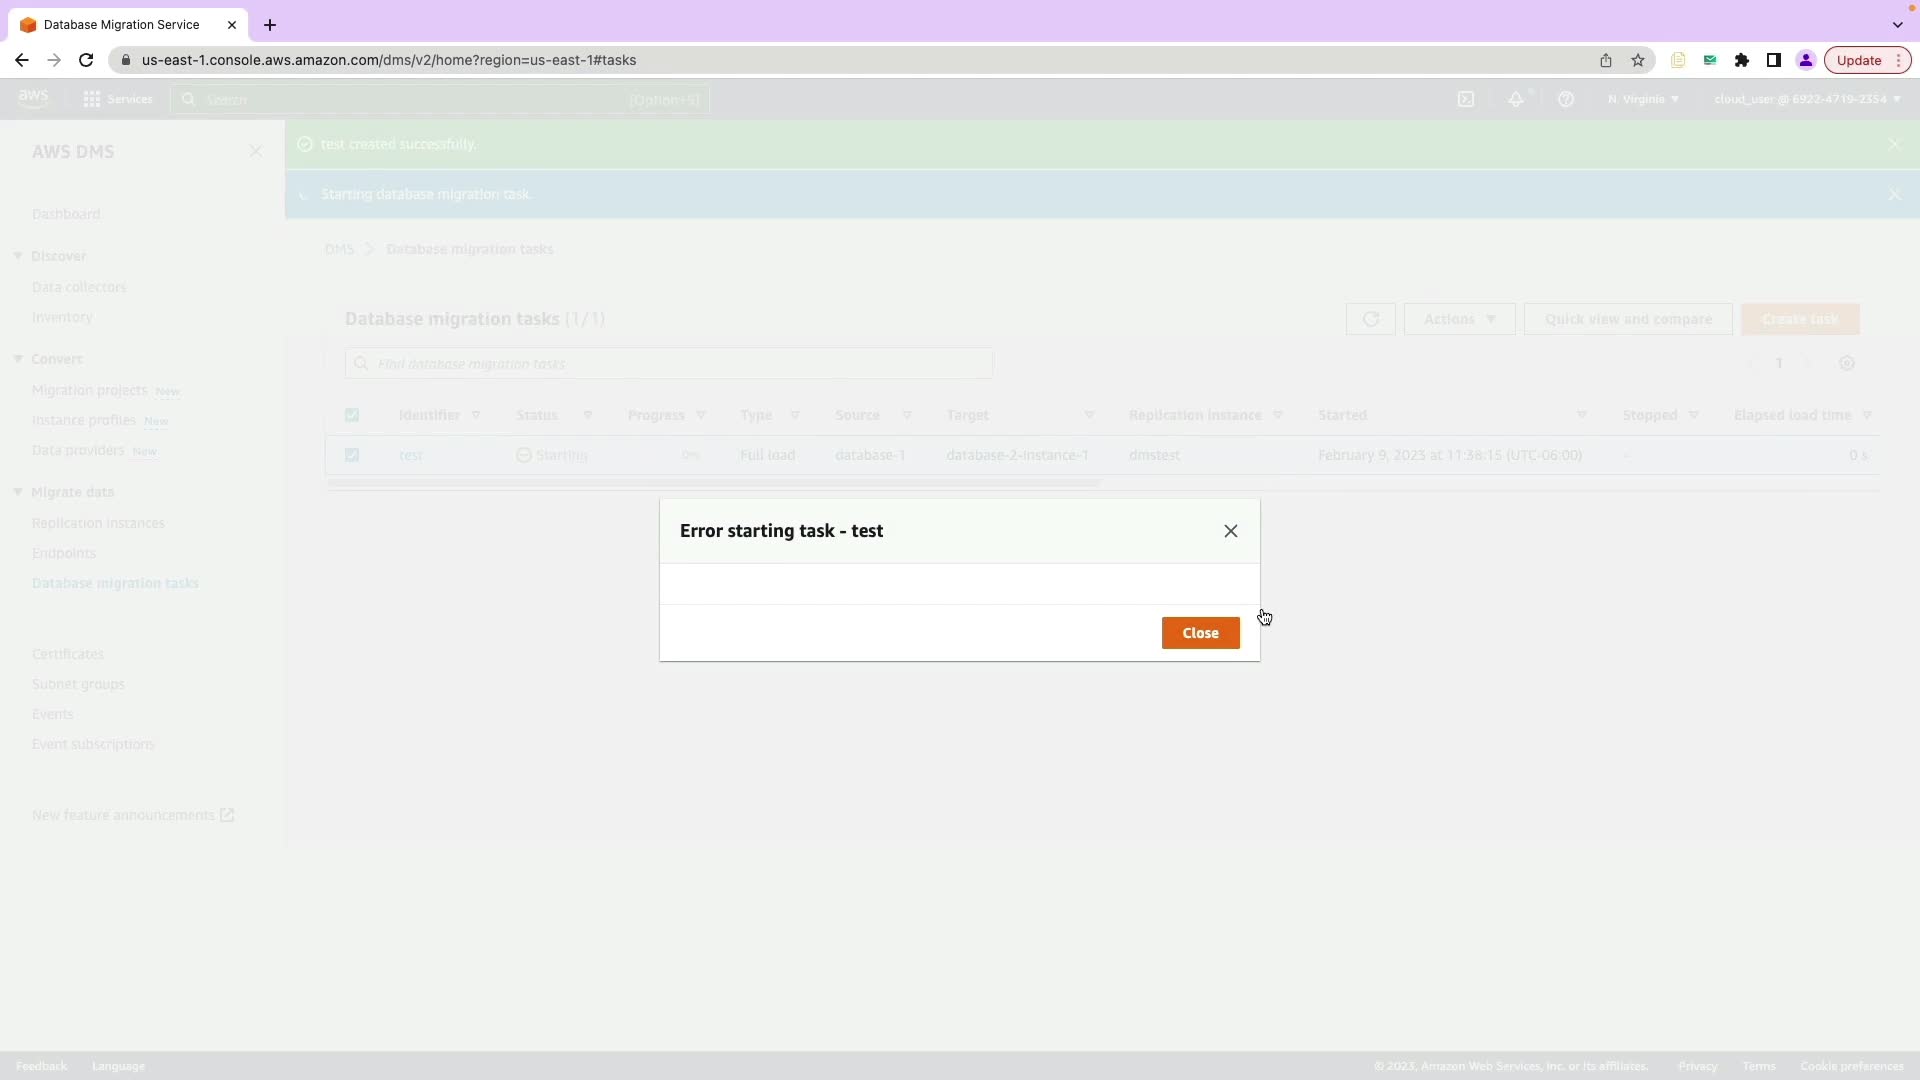 Database Migration Service
us-east-1.console.aws.amazon.com/dms/v2/home?region=us-east-1#tasks
Update
aws
Services
Search
[Option+S]
N. Virginia
cloud_user @ 6922-4719-2354
AWS DMS
test created successfully.
Starting database migration task.
Dashboard
DMS
Database migration tasks
Discover
Data collectors
Inventory
Database migration tasks (1/1)
Actions
Quick view and compare
Create task
Find database migration tasks
1
Convert
Migration projects New
Instance profiles New
Data providers New
Identifier Status Progress Type Source Target Replication instance Started Stopped Elapsed load time
test Starting 0% Full load database-1 database-2-instance-1 dmstest February 9, 2023 at 11:38:15 (UTC-06:00) - 0 s
Migrate data
Replication instances
Endpoints
Database migration tasks
Error starting task - test
Close
Certificates
Subnet groups
Events
Event subscriptions
New feature announcements
Feedback
Language
© 2023, Amazon Web Services, Inc. or its affiliates.
Privacy
Terms
Cookie preferences